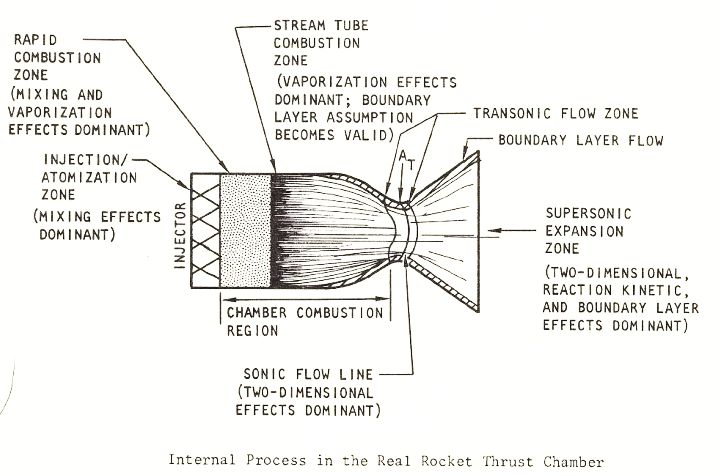 RAPID
COMBUSTION
ZONE
(MIXING AND
VAPORIZATION
EFFECTS DOMINANT)
STREAM TUBE
COMBUSTION
ZONE
(VAPORIZATION EFFECTS
DOMINANT; BOUNDARY
LAYER ASSUMPTION
BECOMES VALID)
TRANSONIC FLOW ZONE
BOUNDARY LAYER FLOW
INJECTION/
ATOMIZATION
ZONE
(MIXING EFFECTS
DOMINANT)
A_T
INJECTOR
SUPERSONIC
EXPANSION
ZONE
(TWO-DIMENSIONAL,
REACTION KINETIC,
AND BOUNDARY LAYER
EFFECTS DOMINANT)
CHAMBER COMBUSTION
REGION
SONIC FLOW LINE
(TWO-DIMENSIONAL
EFFECTS DOMINANT)
Internal Process in the Real Rocket Thrust Chamber